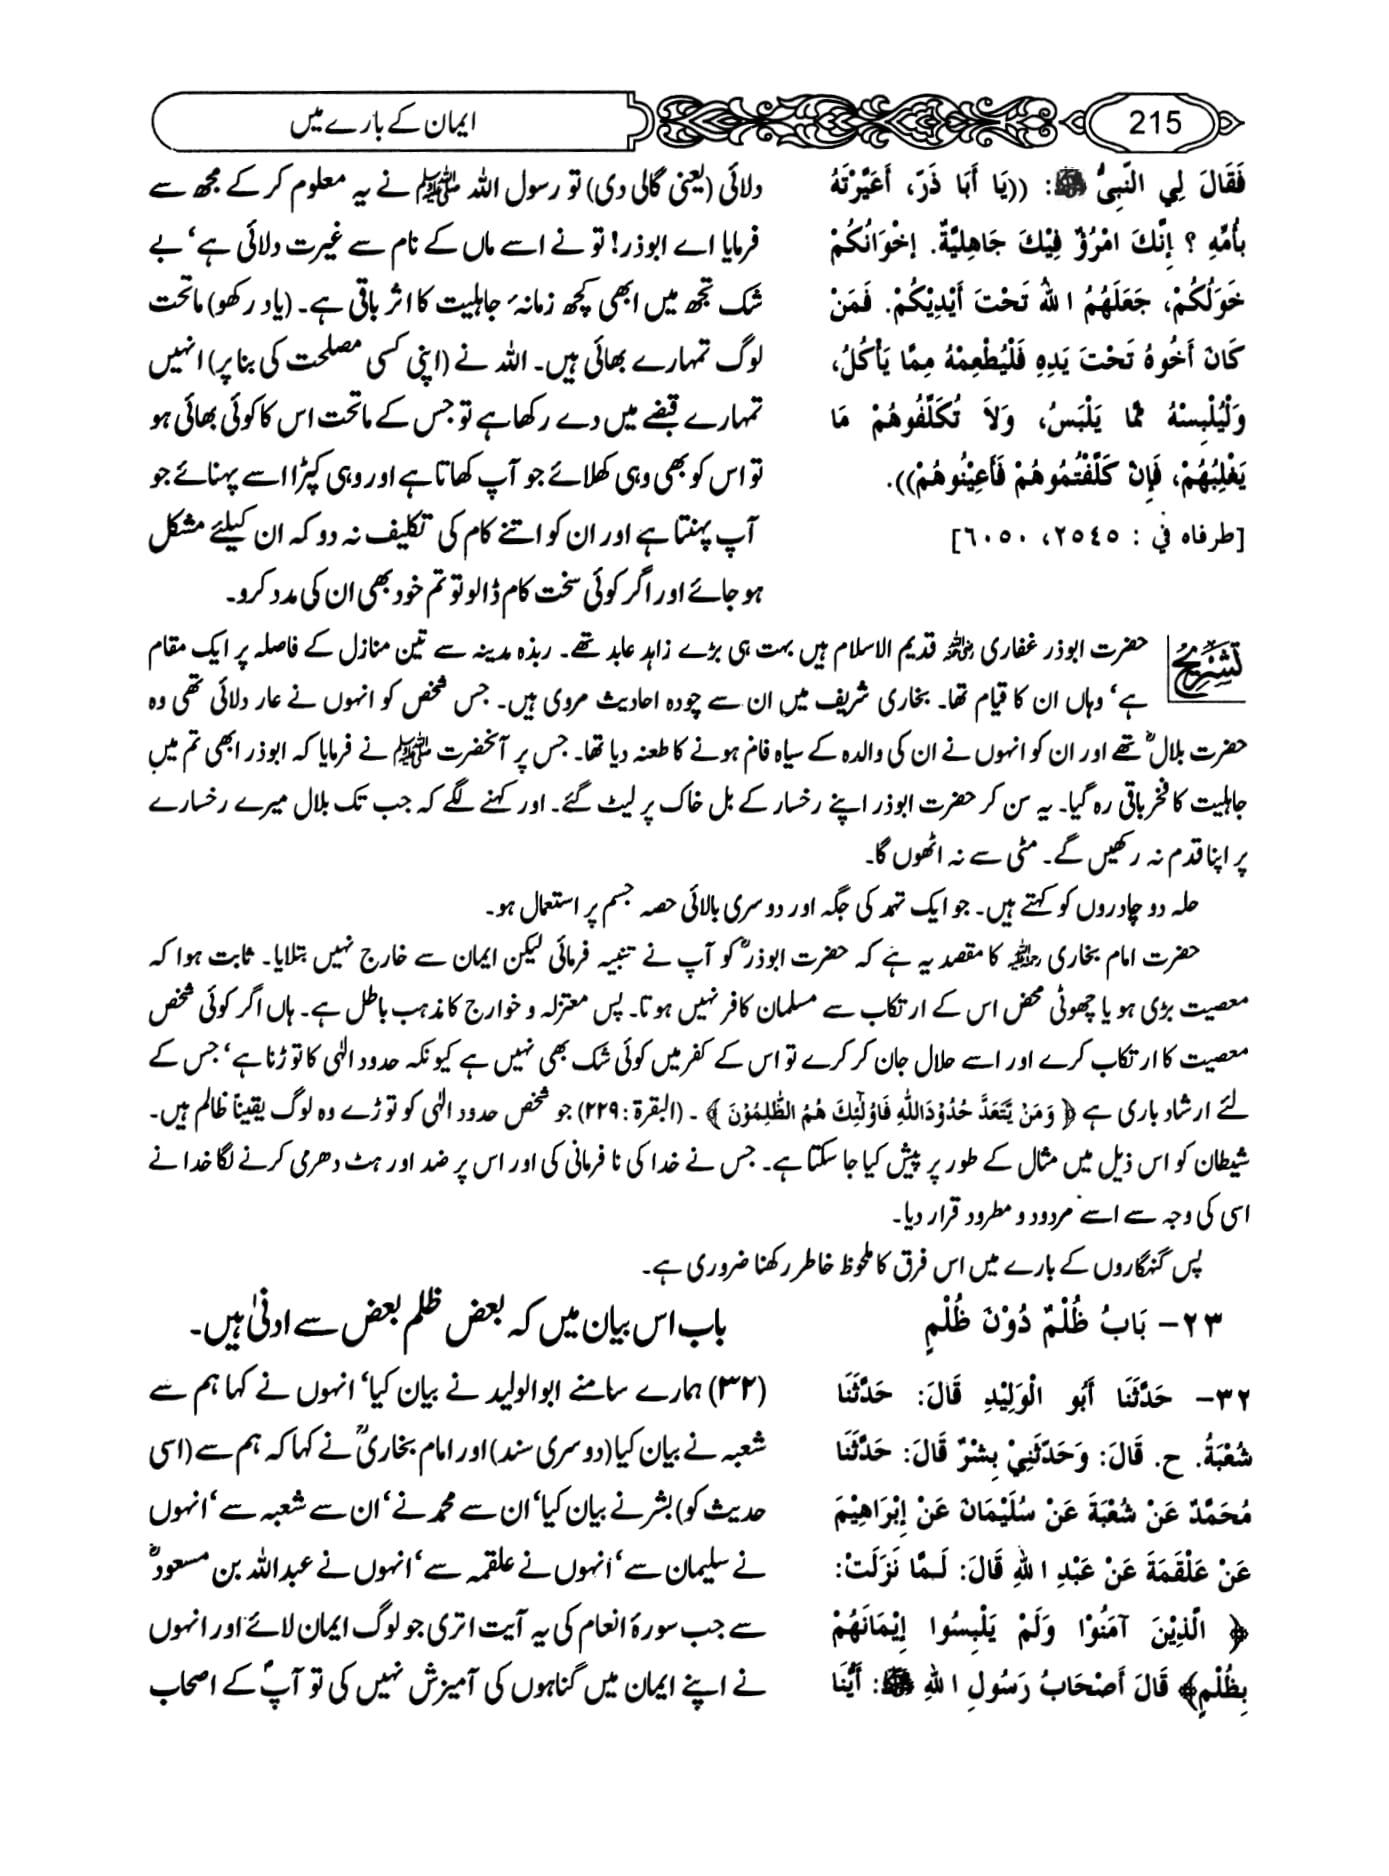 215
ایمان کے بارے میں
فَقَالَ لِي النَّبِيُّ ﷺ: ((يَا أَبَا ذَرّ، أَعَيَّرْتَهُ
بِأُمِّهِ ؟ إِنَّكَ امْرُؤٌ فِيْكَ جَاهِلِيَّةٌ. إِخْوَانُكُمْ
خَوَلُكُمْ، جَعَلَهُمُ اللهُ تَحْتَ أَيْدِيْكُمْ. فَمَنْ
كَانَ أَخُوهُ تَحْتَ يَدِهِ فَلْيُطْعِمْهُ مِمَّا يَأْكُلُ،
وَلْيُلْبِسْهُ مِمَّا يَلْبَسُ، وَلاَ تُكَلِّفُوهُمْ مَا
يَغْلِبُهُمْ، فَإِنْ كَلَّفْتُمُوهُمْ فَأَعِيْنُوهُمْ)).
[طرفاه في : ٢٥٤٥، ٦٠٥٠]
دلائی (یعنی گالی دی) تو رسول اللہ ﷺ نے یہ معلوم کر کے مجھ سے
فرمایا اے ابوذر! تو نے اسے ماں کے نام سے غیرت دلائی ہے‘ بے
شک تجھ میں ابھی کچھ زمانہء جاہلیت کا اثر باقی ہے۔ (یاد رکھو) ماتحت
لوگ تمہارے بھائی ہیں۔ اللہ نے (اپنی کسی مصلحت کی بنا پر) انہیں
تمہارے قبضے میں دے رکھا ہے تو جس کے ماتحت اس کا کوئی بھائی ہو
تو اس کو بھی وہی کھلائے جو آپ کھاتا ہے اور وہی کپڑا اسے پہنائے جو
آپ پہنتا ہے اور ان کو اتنے کام کی تکلیف نہ دو کہ ان کیلئے مشکل
ہو جائے اور اگر کوئی سخت کام ڈالو تو تم خود بھی ان کی مدد کرو۔
تشریح حضرت ابوذر غفاری رضی اللہ عنہ قدیم الاسلام ہیں بہت ہی بڑے زاہد عابد تھے۔ ربذہ مدینہ سے تین منازل کے فاصلہ پر ایک مقام
ہے‘ وہاں ان کا قیام تھا۔ بخاری شریف میں ان سے چودہ احادیث مروی ہیں۔ جس شخص کو انہوں نے عار دلائی تھی وہ
حضرت بلالؓ تھے اور ان کو انہوں نے ان کی والدہ کے سیاہ فام ہونے کا طعنہ دیا تھا۔ جس پر آنحضرت ﷺ نے فرمایا کہ ابوذر ابھی تم میں
جاہلیت کا فخر باقی رہ گیا۔ یہ سن کر حضرت ابوذر اپنے رخسار کے بل خاک پر لیٹ گئے۔ اور کہنے لگے کہ جب تک بلال میرے رخسارے
پر اپنا قدم نہ رکھیں گے۔ مٹی سے نہ اٹھوں گا۔
حلہ دو چادروں کو کہتے ہیں۔ جو ایک تہمد کی جگہ اور دوسری بالائی حصہ جسم پر استعمال ہو۔
حضرت امام بخاری رحمہ اللہ کا مقصد یہ ہے کہ حضرت ابوذرؓ کو آپ نے تنبیہ فرمائی لیکن ایمان سے خارج نہیں بتلایا۔ ثابت ہوا کہ
معصیت بڑی ہو یا چھوٹی محض اس کے ارتکاب سے مسلمان کافر نہیں ہوتا۔ پس معتزلہ و خوارج کا مذہب باطل ہے۔ ہاں اگر کوئی شخص
معصیت کا ارتکاب کرے اور اسے حلال جان کر کرے تو اس کے کفر میں کوئی شک بھی نہیں ہے کیونکہ حدود الٰہی کا توڑنا ہے‘ جس کے
لئے ارشاد باری ہے ﴿ وَمَنْ يَّتَعَدَّ حُدُوْدَ اللّٰهِ فَاُولٰٓئِكَ هُمُ الظّٰلِمُوْنَ ﴾ ۔ (البقرۃ:۲۲۹) جو شخص حدود الٰہی کو توڑے وہ لوگ یقیناً ظالم ہیں۔
شیطان کو اس ذیل میں مثال کے طور پر پیش کیا جا سکتا ہے۔ جس نے خدا کی نافرمانی کی اور اس پر ضد اور ہٹ دھرمی کرنے لگا خدا نے
اسی کی وجہ سے اسے مردود و مطرود قرار دیا۔
پس گنہگاروں کے بارے میں اس فرق کا ملحوظ خاطر رکھنا ضروری ہے۔
٢٣- بَابُ ظُلْمٌ دُوْنَ ظُلْمٍ
باب اس بیان میں کہ بعض ظلم بعض سے ادنیٰ ہیں۔
٣٢- حَدَّثَنَا أَبُو الْوَلِيْدِ قَالَ: حَدَّثَنَا
شُعْبَةُ. ح. قَالَ: وَحَدَّثَنِيْ بِشْرٌ قَالَ: حَدَّثَنَا
مُحَمَّدٌ عَنْ شُعْبَةَ عَنْ سُلَيْمَانَ عَنْ إِبْرَاهِيْمَ
عَنْ عَلْقَمَةَ عَنْ عَبْدِ اللهِ قَالَ: لَمَّا نَزَلَتْ:
﴿ الَّذِيْنَ آمَنُوْا وَلَمْ يَلْبِسُوا إِيْمَانَهُمْ
بِظُلْمٍ﴾ قَالَ أَصْحَابُ رَسُولِ اللهِ ﷺ: أَيُّنَا
(۳۲) ہمارے سامنے ابوالولید نے بیان کیا‘ انہوں نے کہا ہم سے
شعبہ نے بیان کیا (دوسری سند) اور امام بخاریؒ نے کہا کہ ہم سے (اسی
حدیث کو) بشر نے بیان کیا‘ ان سے محمد نے‘ ان سے شعبہ سے‘ انہوں
نے سلیمان سے‘ انہوں نے علقمہ سے‘ انہوں نے عبداللہ بن مسعودؓ
سے جب سورۂ انعام کی یہ آیت اتری جو لوگ ایمان لائے اور انہوں
نے اپنے ایمان میں گناہوں کی آمیزش نہیں کی تو آپؐ کے اصحاب